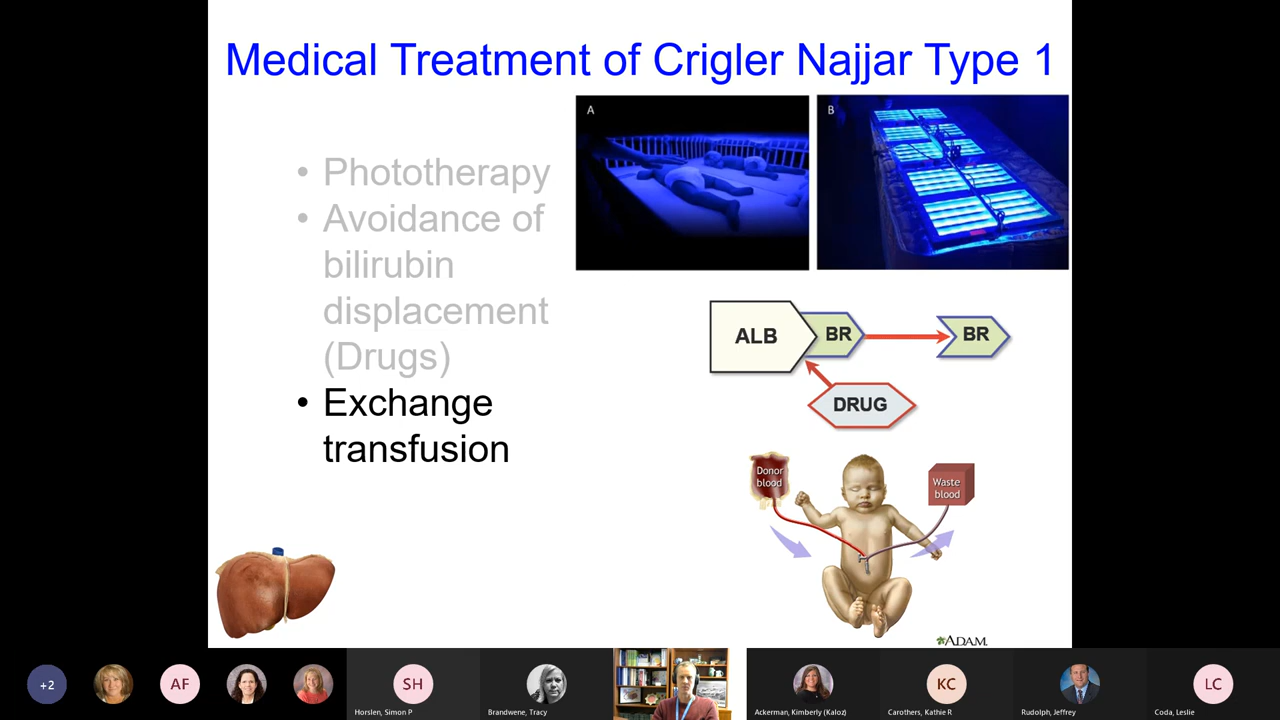 Medical Treatment of Crigler Najjar Type 1
• Phototherapy
• Avoidance of
bilirubin
displacement
(Drugs)
• Exchange
transfusion
A
B
ALB
BR
BR
DRUG
Donor
blood
Waste
blood
ADAM.
+2
AF
SH
Horslen, Simon P
Brandwene, Tracy
Ackerman, Kimberly (Kaloz)
KC
Carothers, Kathie R
Rudolph, Jeffrey
LC
Coda, Leslie